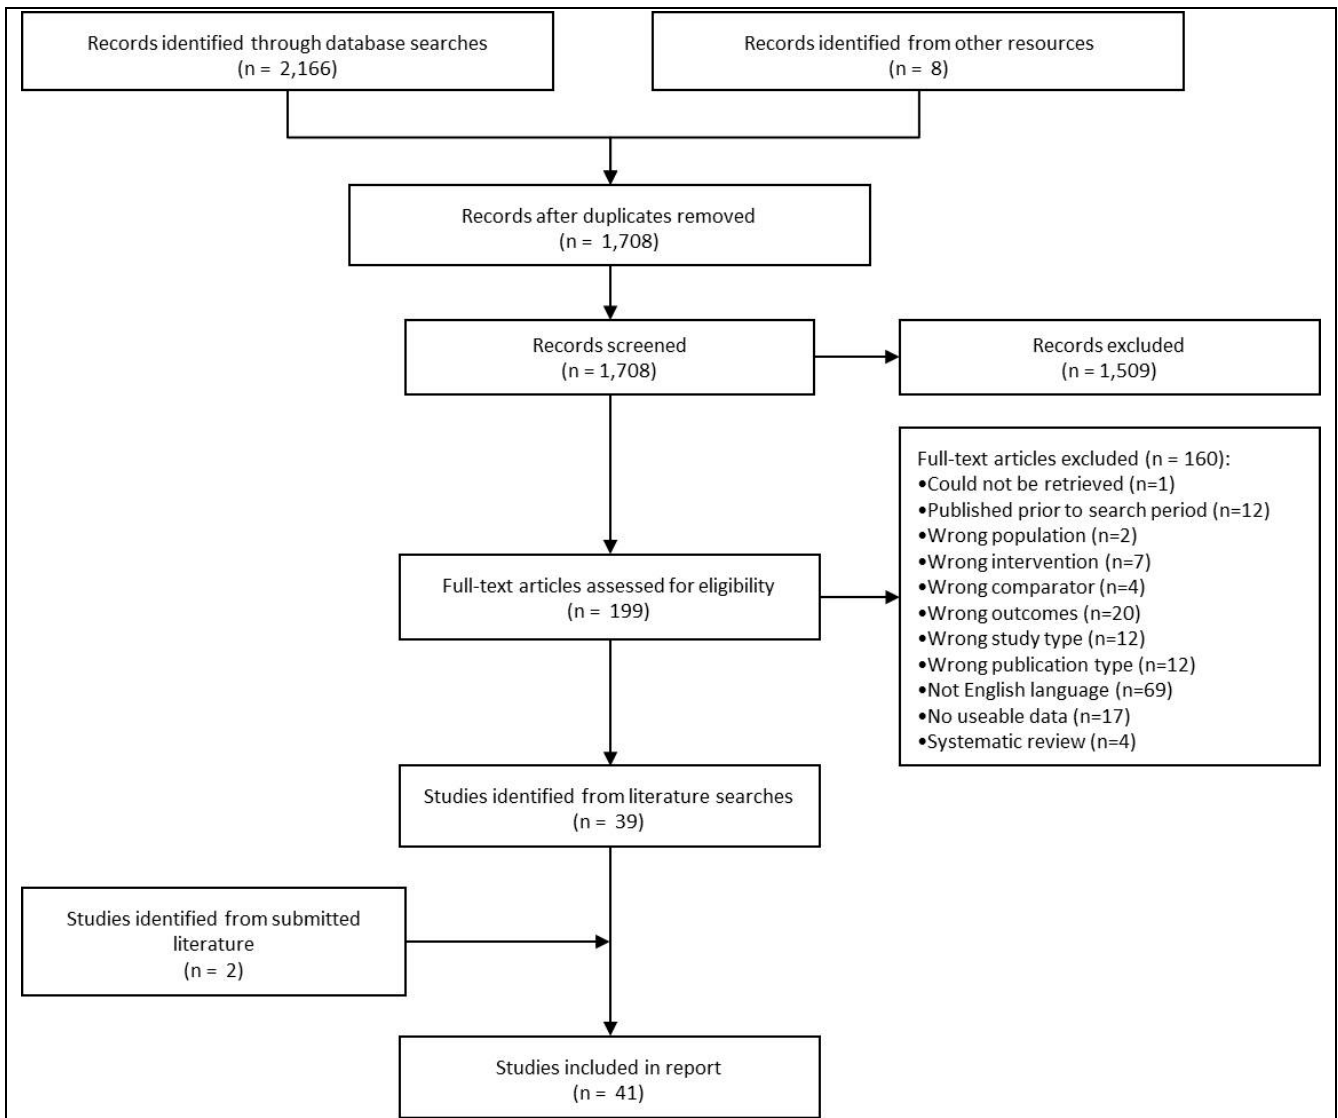 Records identified through database searches
(n = 2,166)
Records identified from other resources
(n = 8)
Records after duplicates removed
(n = 1,708)
Records screened
(n = 1,708)
Records excluded
(n = 1,509)
Full-text articles excluded (n = 160):
•Could not be retrieved (n=1)
•Published prior to search period (n=12)
•Wrong population (n=2)
•Wrong intervention (n=7)
•Wrong comparator (n=4)
•Wrong outcomes (n=20)
•Wrong study type (n=12)
•Wrong publication type (n=12)
•Not English language (n=69)
•No useable data (n=17)
•Systematic review (n=4)
Full-text articles assessed for eligibility
(n = 199)
Studies identified from literature searches
(n = 39)
Studies identified from submitted
literature
(n = 2)
Studies included in report
(n = 41)